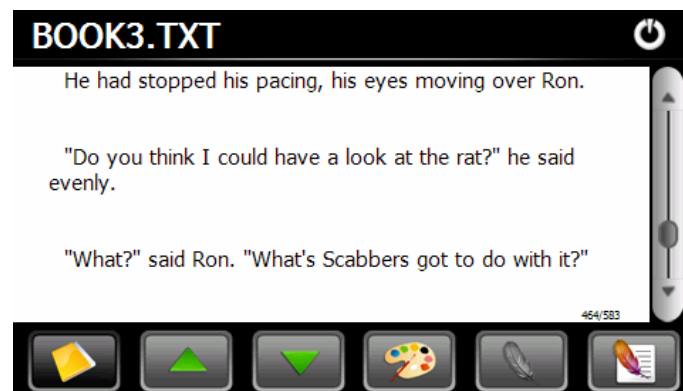 BOOK3.TXT
He had stopped his pacing, his eyes moving over Ron.
"Do you think I could have a look at the rat?" he said
evenly.
"What?" said Ron. "What's Scabbers got to do with it?"
464/583